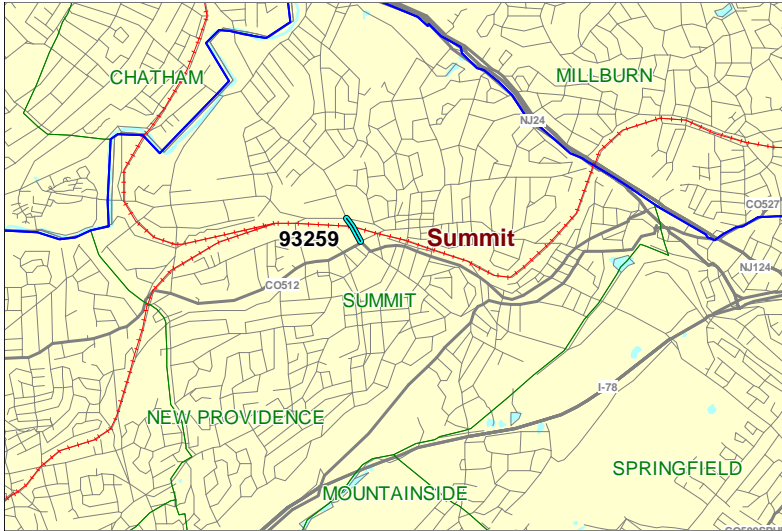 CHATHAM
MILLBURN
NJ24
CO527
93259
Summit
NJ124
CO512
SUMMIT
I-78
NEW PROVIDENCE
SPRINGFIELD
MOUNTAINSIDE